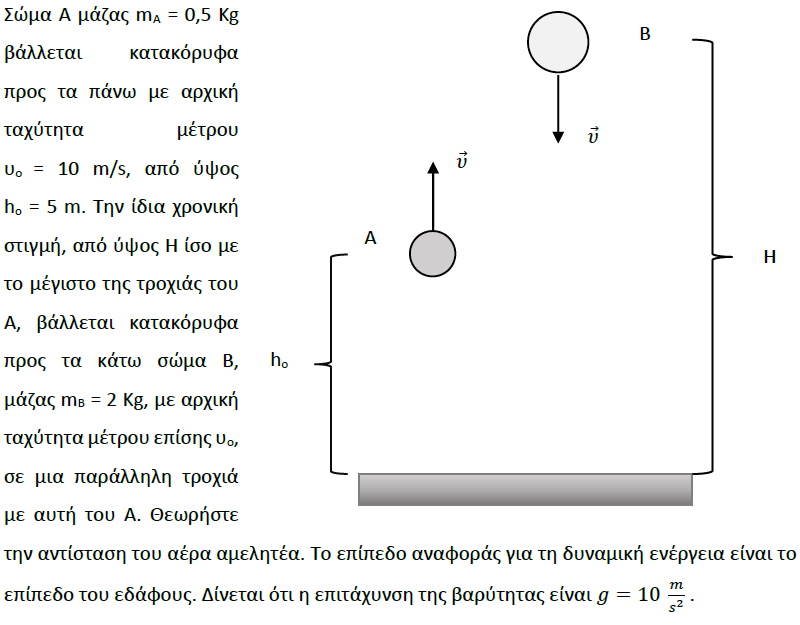 Σώμα Α μάζας mA = 0,5 Kg
βάλλεται κατακόρυφα
προς τα πάνω με αρχική
ταχύτητα μέτρου
υο = 10 m/s, από ύψος
hο = 5 m. Την ίδια χρονική
στιγμή, από ύψος Η ίσο με
το μέγιστο της τροχιάς του
Α, βάλλεται κατακόρυφα
προς τα κάτω σώμα Β,
μάζας mΒ = 2 Kg, με αρχική
ταχύτητα μέτρου επίσης υο,
σε μια παράλληλη τροχιά
με αυτή του Α. Θεωρήστε
την αντίσταση του αέρα αμελητέα. Το επίπεδο αναφοράς για τη δυναμική ενέργεια είναι το
επίπεδο του εδάφους. Δίνεται ότι η επιτάχυνση της βαρύτητας είναι g = 10 m/s² .
B
υ⃗
υ⃗
A
H
hο